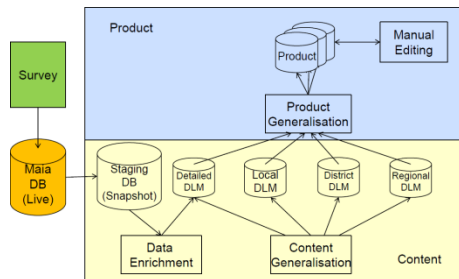 Product
Manual
Editing
Survey
Product
Product
Generalisation
Maia
DB
(Live)
Staging
DB
(Snapshot)
Detailed
DLM
Local
DLM
District
DLM
Regional
DLM
Data
Enrichment
Content
Generalisation
Content